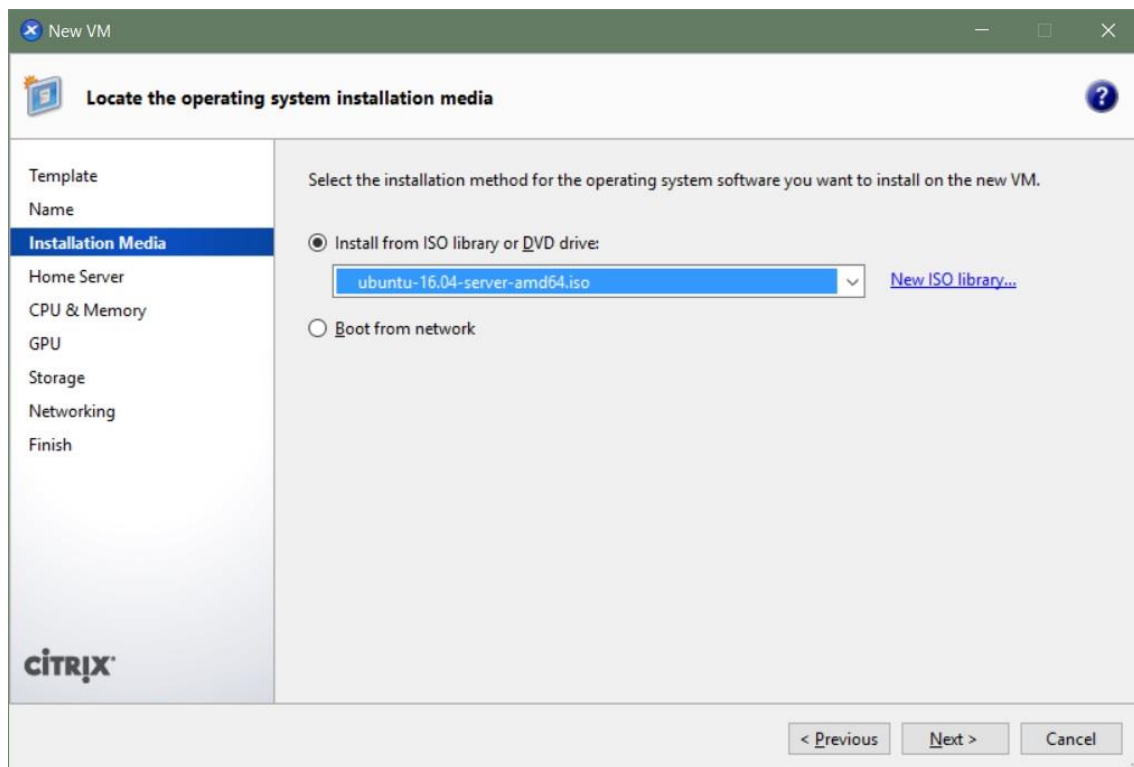 New VM
Locate the operating system installation media
?
Template
Name
Installation Media
Home Server
CPU & Memory
GPU
Storage
Networking
Finish
Select the installation method for the operating system software you want to install on the new VM.
Install from ISO library or DVD drive:
ubuntu-16.04-server-amd64.iso
New ISO library...
Boot from network
CİTRIX
< Previous
Next >
Cancel